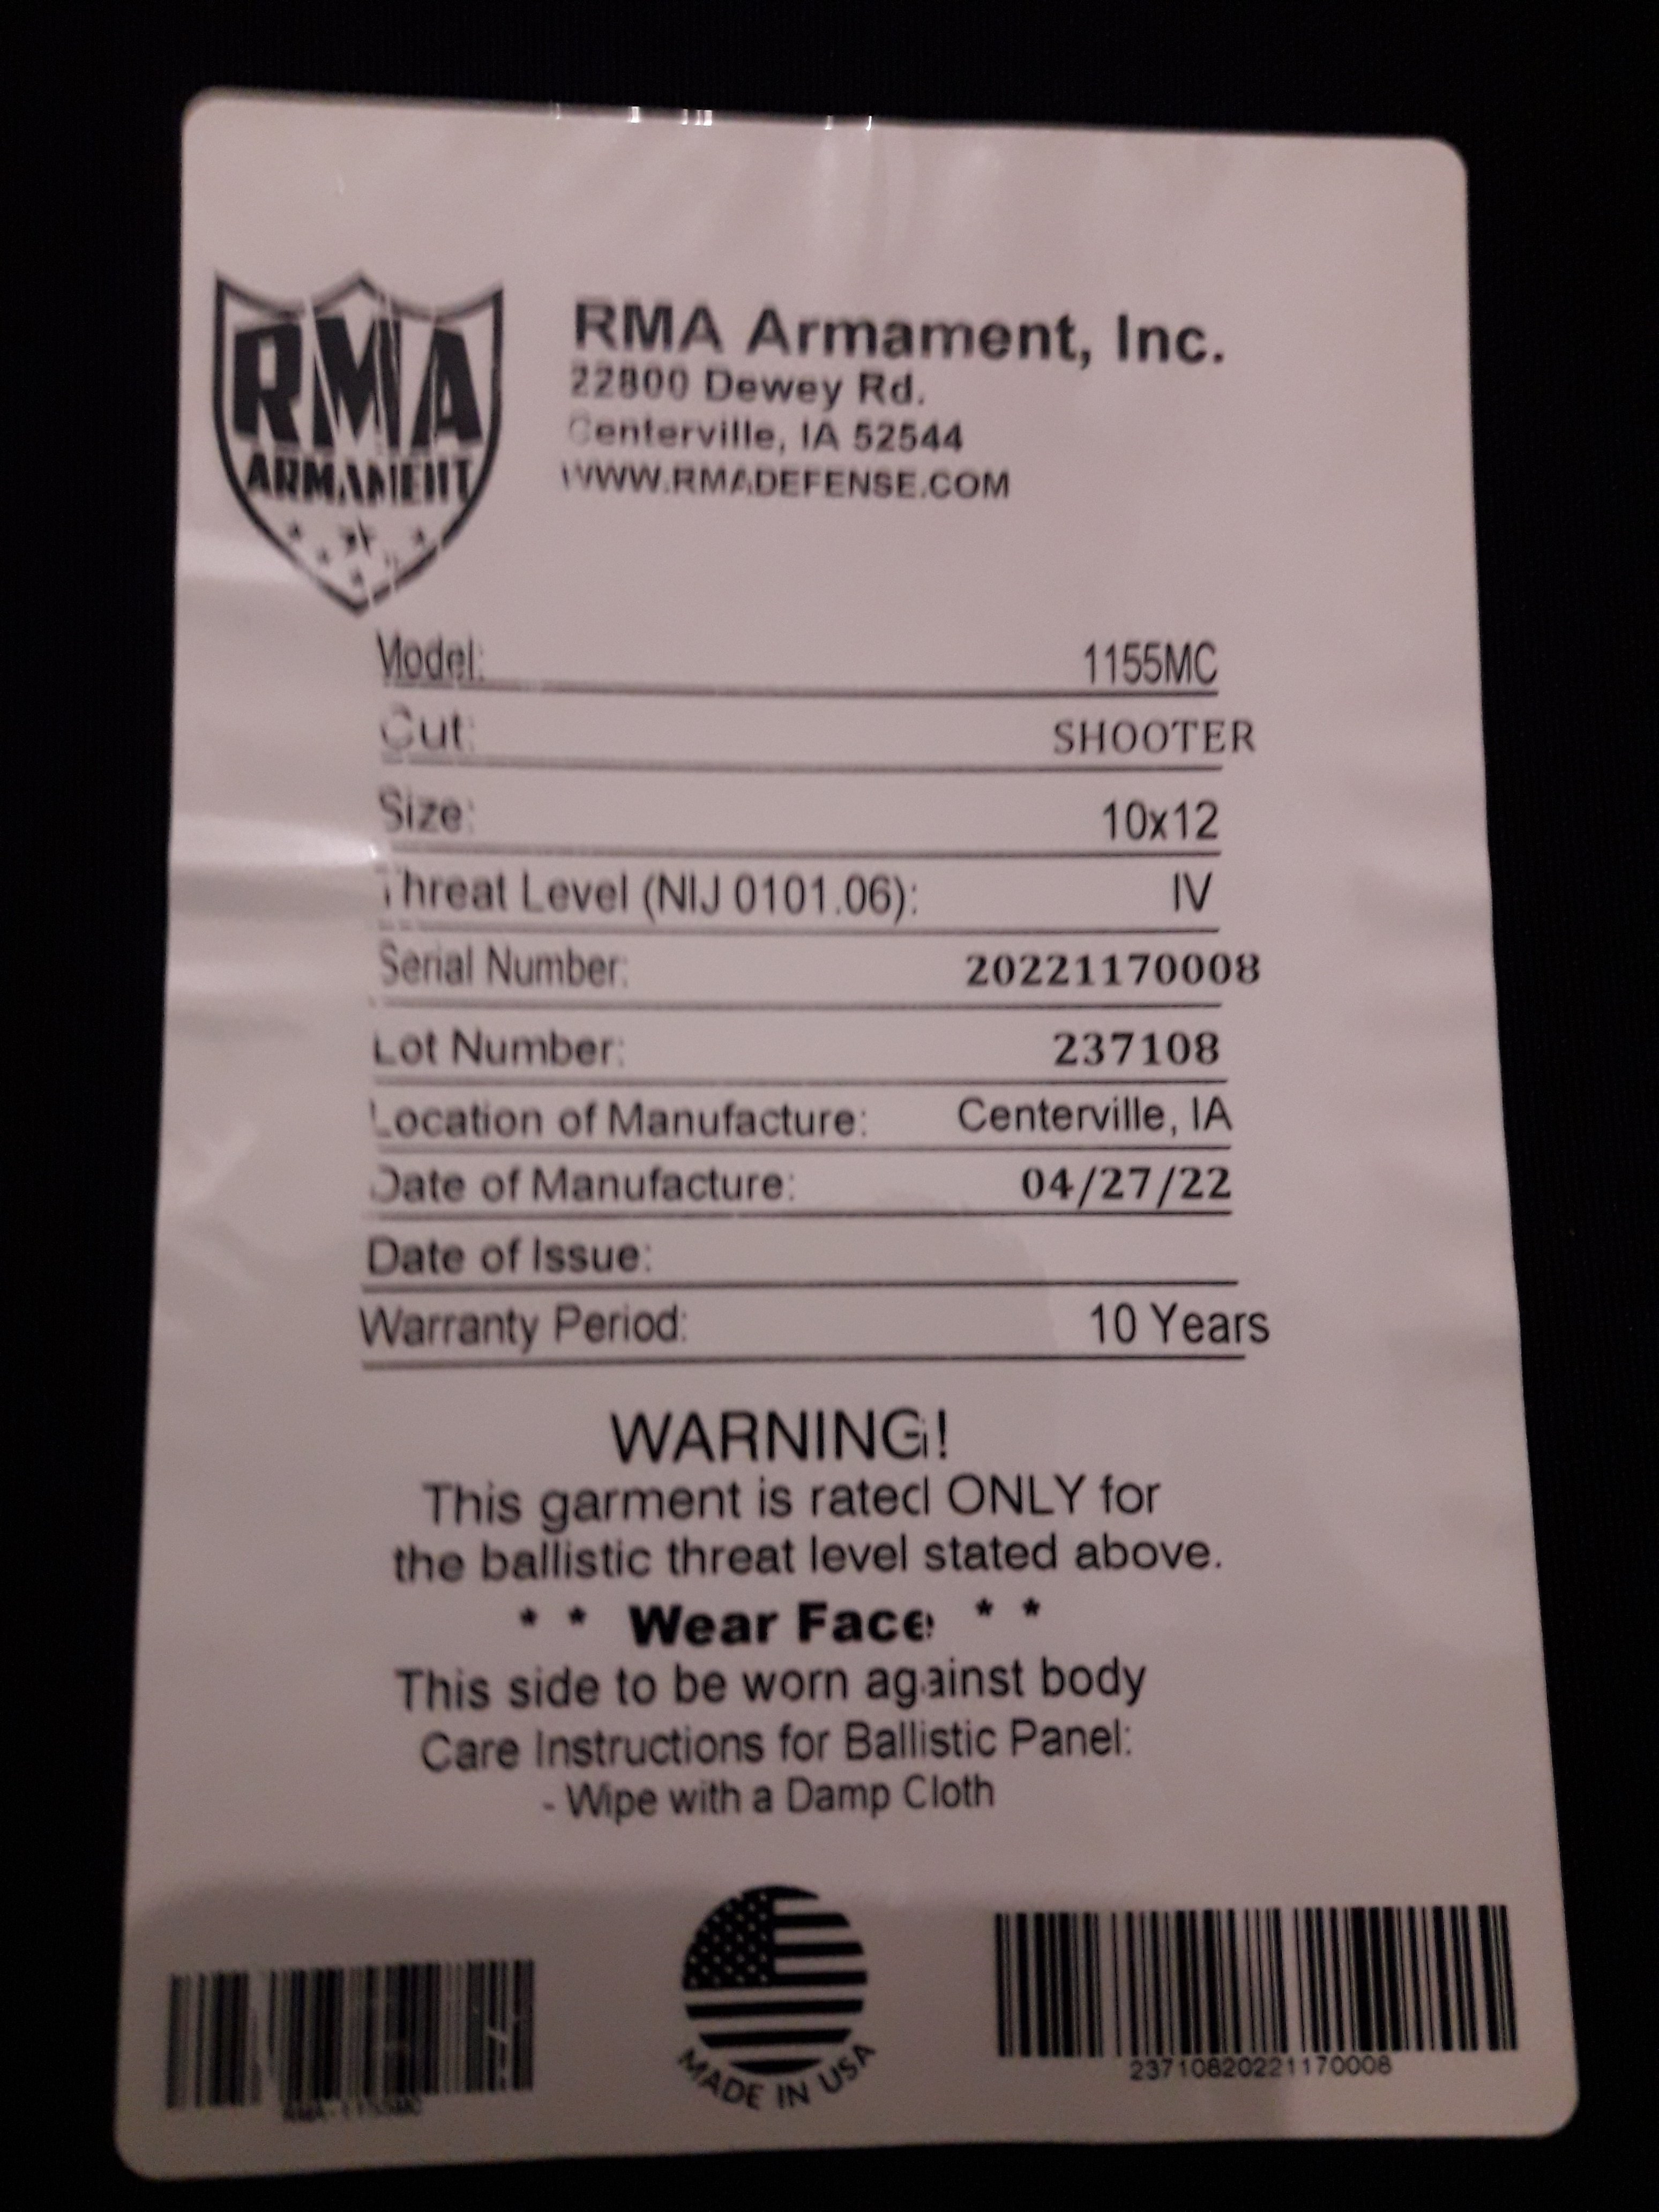 RMA
ARMAMENT
RMA Armament, Inc.
22800 Dewey Rd.
Centerville, IA 52544
WWW.RMADEFENSE.COM
Model: 1155MC
Cut: SHOOTER
Size: 10x12
Threat Level (NIJ 0101.06): IV
Serial Number: 20221170008
Lot Number: 237108
Location of Manufacture: Centerville, IA
Date of Manufacture: 04/27/22
Date of Issue:
Warranty Period: 10 Years
WARNING!
This garment is rated ONLY for
the ballistic threat level stated above.
* * Wear Face * *
This side to be worn against body
Care Instructions for Ballistic Panel:
- Wipe with a Damp Cloth
RMA-1155MC
MADE IN USA
23710820221170008